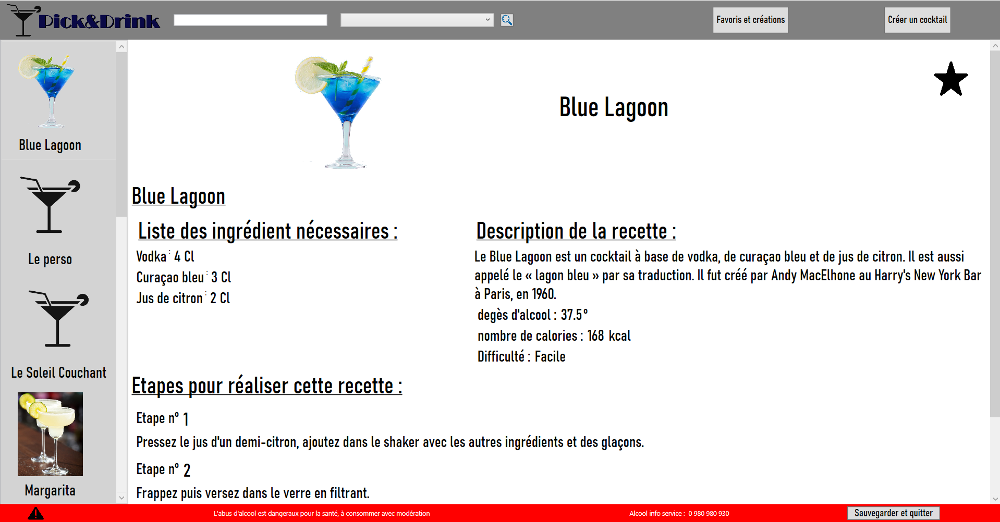 Pick&Drink
Favoris et créations
Créer un cocktail
Blue Lagoon
Le perso
Le Soleil Couchant
Margarita
Blue Lagoon
Blue Lagoon
Liste des ingrédient nécessaires :
Vodka : 4 Cl
Curaçao bleu : 3 Cl
Jus de citron : 2 Cl
Description de la recette :
Le Blue Lagoon est un cocktail à base de vodka, de curaçao bleu et de jus de citron. Il est aussi
appelé le « lagon bleu » par sa traduction. Il fut créé par Andy MacElhone au Harry's New York Bar
à Paris, en 1960.
degès d'alcool : 37.5°
nombre de calories : 168 kcal
Difficulté : Facile
Etapes pour réaliser cette recette :
Etape n° 1
Pressez le jus d'un demi-citron, ajoutez dans le shaker avec les autres ingrédients et des glaçons.
Etape n° 2
Frappez puis versez dans le verre en filtrant.
L'abus d'alcool est dangeraux pour la santé, à consommer avec modération
Alcool info service : 0 980 980 930
Sauvegarder et quitter